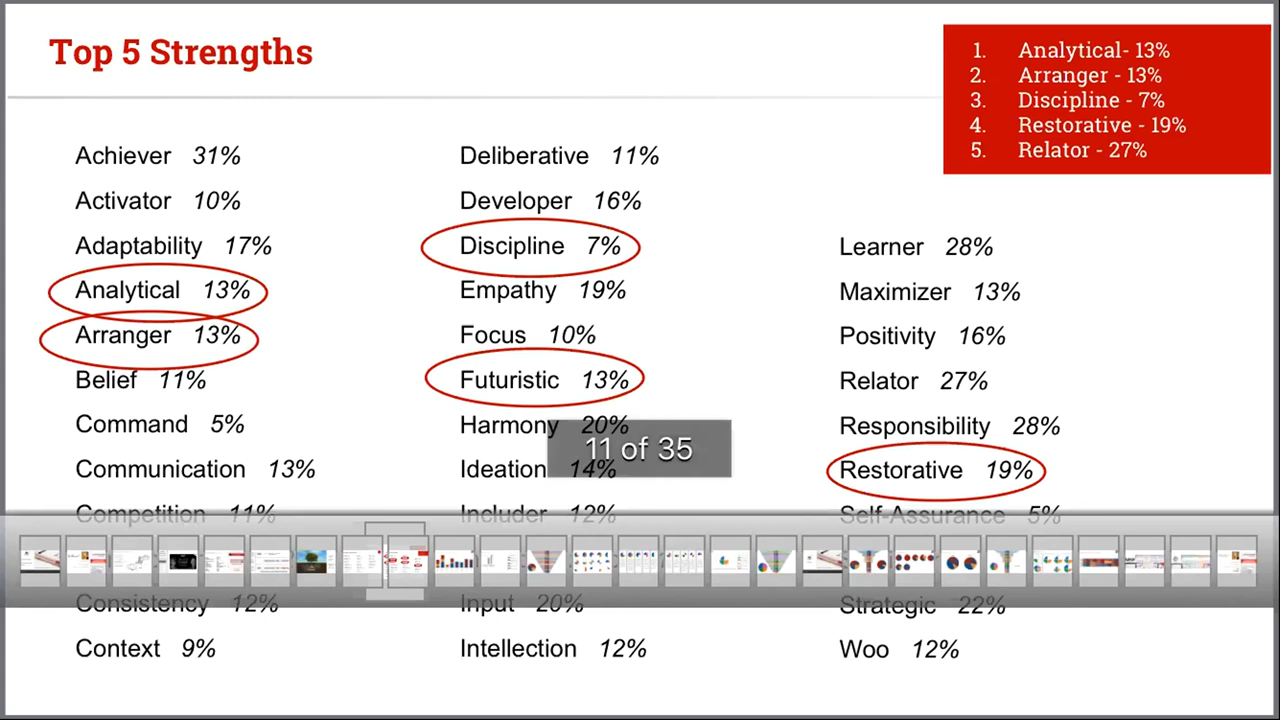 Top 5 Strengths
1. Analytical- 13%
2. Arranger - 13%
3. Discipline - 7%
4. Restorative - 19%
5. Relator - 27%
Achiever 31%
Activator 10%
Adaptability 17%
Analytical 13%
Arranger 13%
Belief 11%
Command 5%
Communication 13%
Competition 11%
Consistency 12%
Context 9%
Deliberative 11%
Developer 16%
Discipline 7%
Empathy 19%
Focus 10%
Futuristic 13%
Harmony 20%
Ideation 14%
Includer 12%
Input 20%
Intellection 12%
Learner 28%
Maximizer 13%
Positivity 16%
Relator 27%
Responsibility 28%
Restorative 19%
Self-Assurance 5%
Strategic 22%
Woo 12%
11 of 35